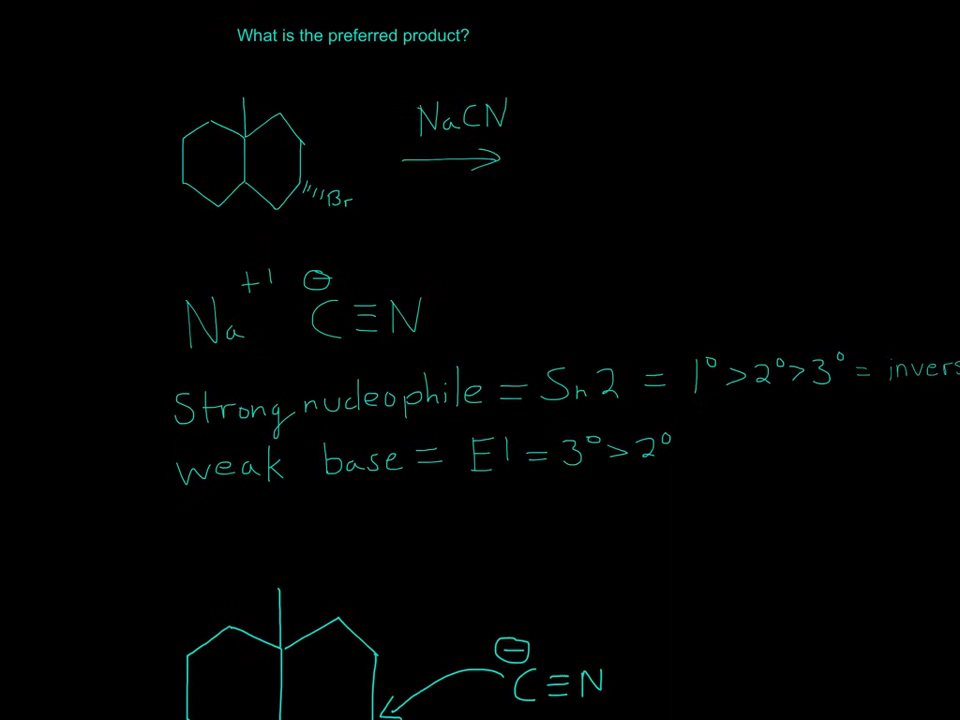 What is the preferred product?
NaCN
Br
Na +1 ⊖ C≡N
Strong nucleophile = Sn2 = 1° > 2° > 3° = invers
weak base = E1 = 3° > 2°
⊖
C≡N